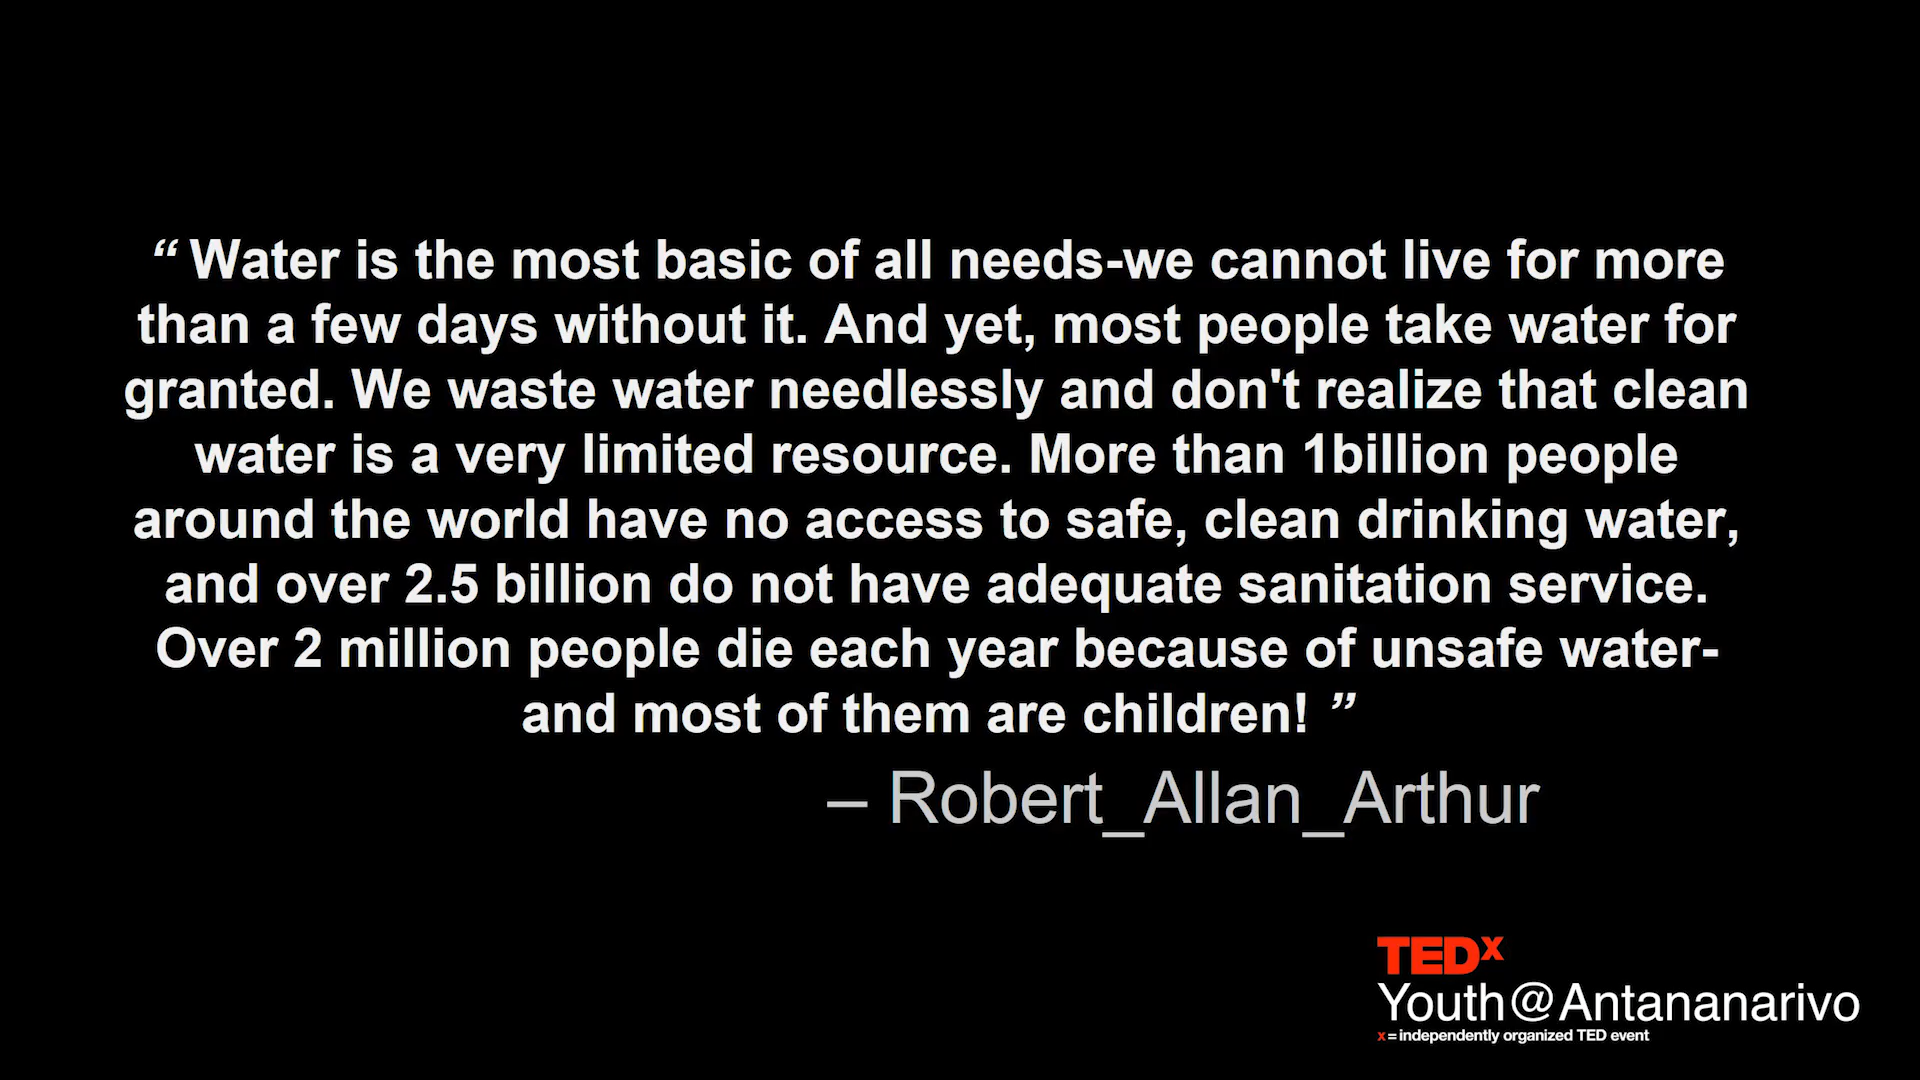 “ Water is the most basic of all needs-we cannot live for more
than a few days without it. And yet, most people take water for
granted. We waste water needlessly and don't realize that clean
water is a very limited resource. More than 1billion people
around the world have no access to safe, clean drinking water,
and over 2.5 billion do not have adequate sanitation service.
Over 2 million people die each year because of unsafe water-
and most of them are children! ”
– Robert_Allan_Arthur
TEDx
Youth@Antananarivo
x = independently organized TED event